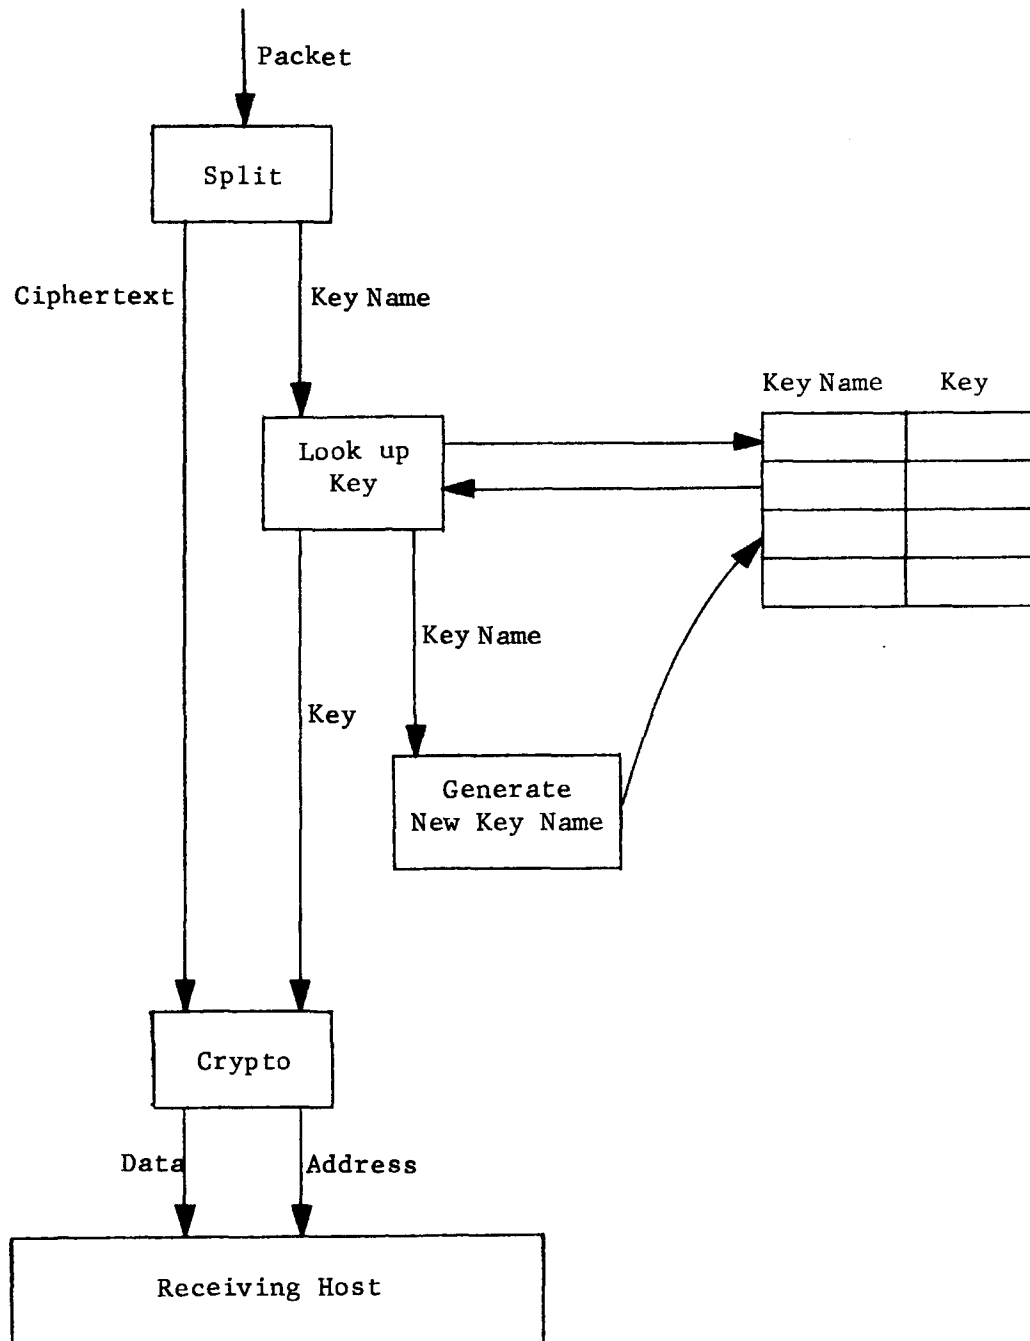 Packet
Split
Ciphertext
Key Name
Key Name
Key
Look up
Key
Key Name
Key
Generate
New Key Name
Crypto
Data
Address
Receiving Host